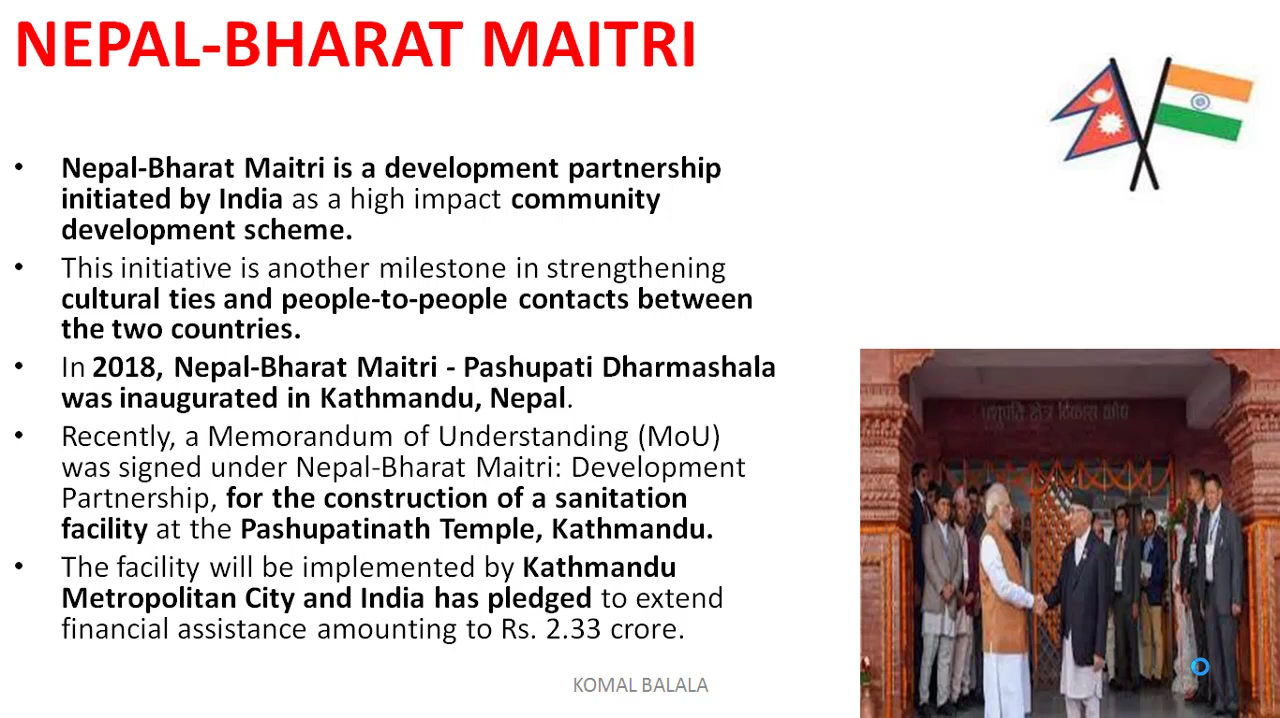 NEPAL-BHARAT MAITRI
• Nepal-Bharat Maitri is a development partnership
initiated by India as a high impact community
development scheme.
• This initiative is another milestone in strengthening
cultural ties and people-to-people contacts between
the two countries.
• In 2018, Nepal-Bharat Maitri - Pashupati Dharmashala
was inaugurated in Kathmandu, Nepal.
• Recently, a Memorandum of Understanding (MoU)
was signed under Nepal-Bharat Maitri: Development
Partnership, for the construction of a sanitation
facility at the Pashupatinath Temple, Kathmandu.
• The facility will be implemented by Kathmandu
Metropolitan City and India has pledged to extend
financial assistance amounting to Rs. 2.33 crore.
पशुपति क्षेत्र विकास कोष
KOMAL BALALA